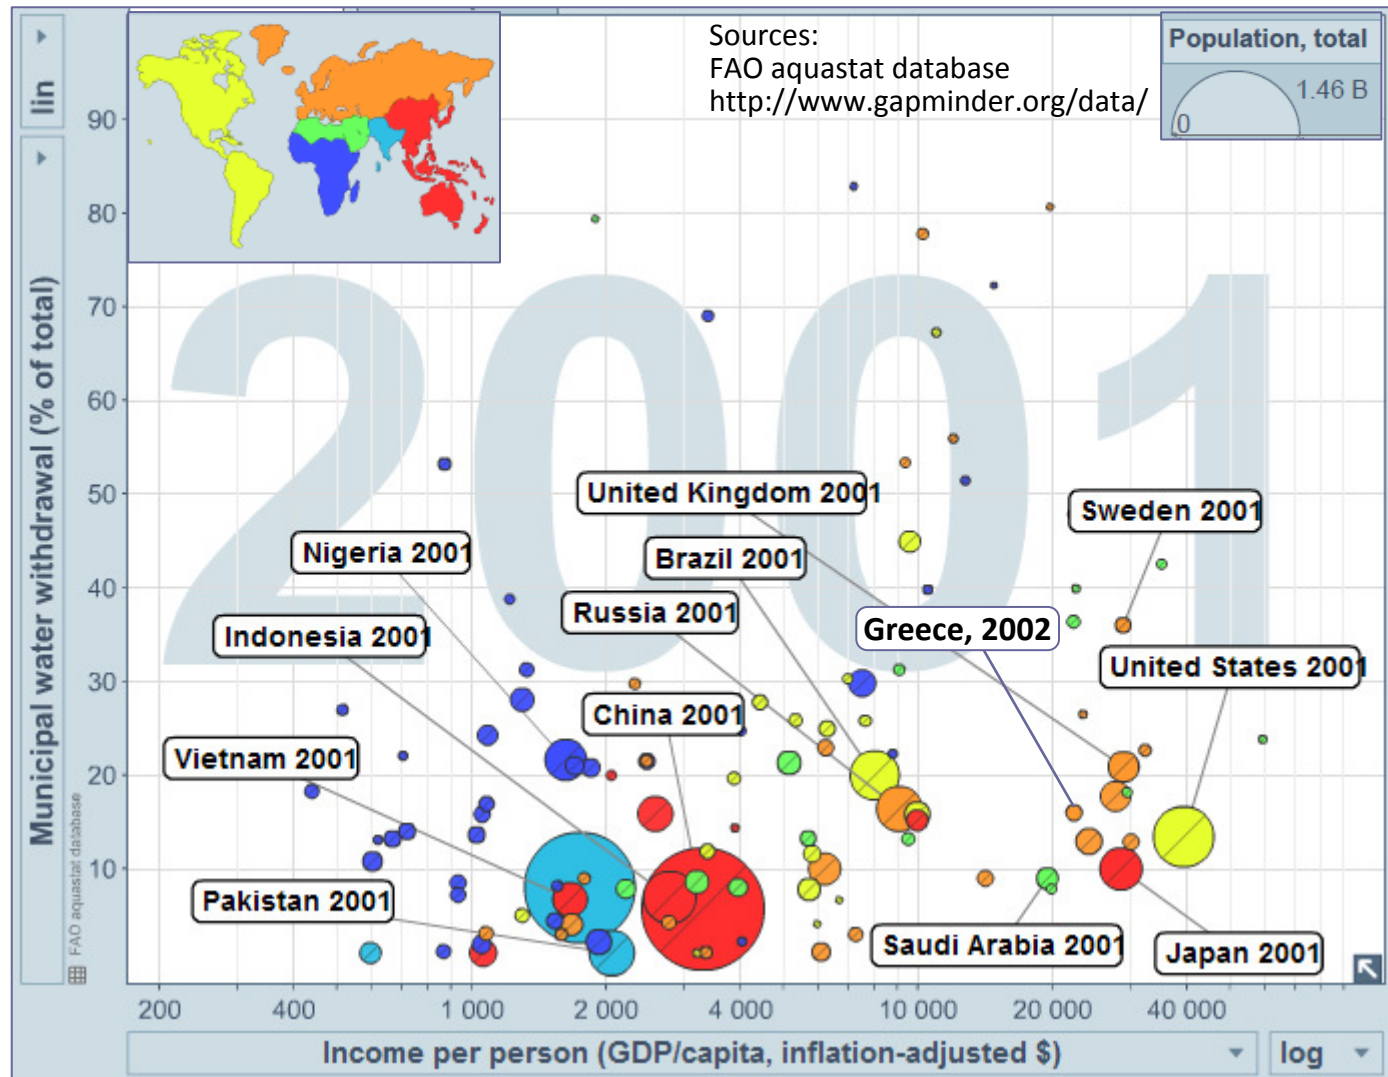 Sources:
FAO aquastat database
http://www.gapminder.org/data/
Population, total
1.46 B
0
lin
Municipal water withdrawal (% of total)
FAO aquastat database
90
80
70
60
50
40
30
20
10
2001
United Kingdom 2001
Sweden 2001
Nigeria 2001
Brazil 2001
Russia 2001
Greece, 2002
Indonesia 2001
United States 2001
China 2001
Vietnam 2001
Pakistan 2001
Saudi Arabia 2001
Japan 2001
200
400
1 000
2 000
4 000
10 000
20 000
40 000
Income per person (GDP/capita, inflation-adjusted $)
log